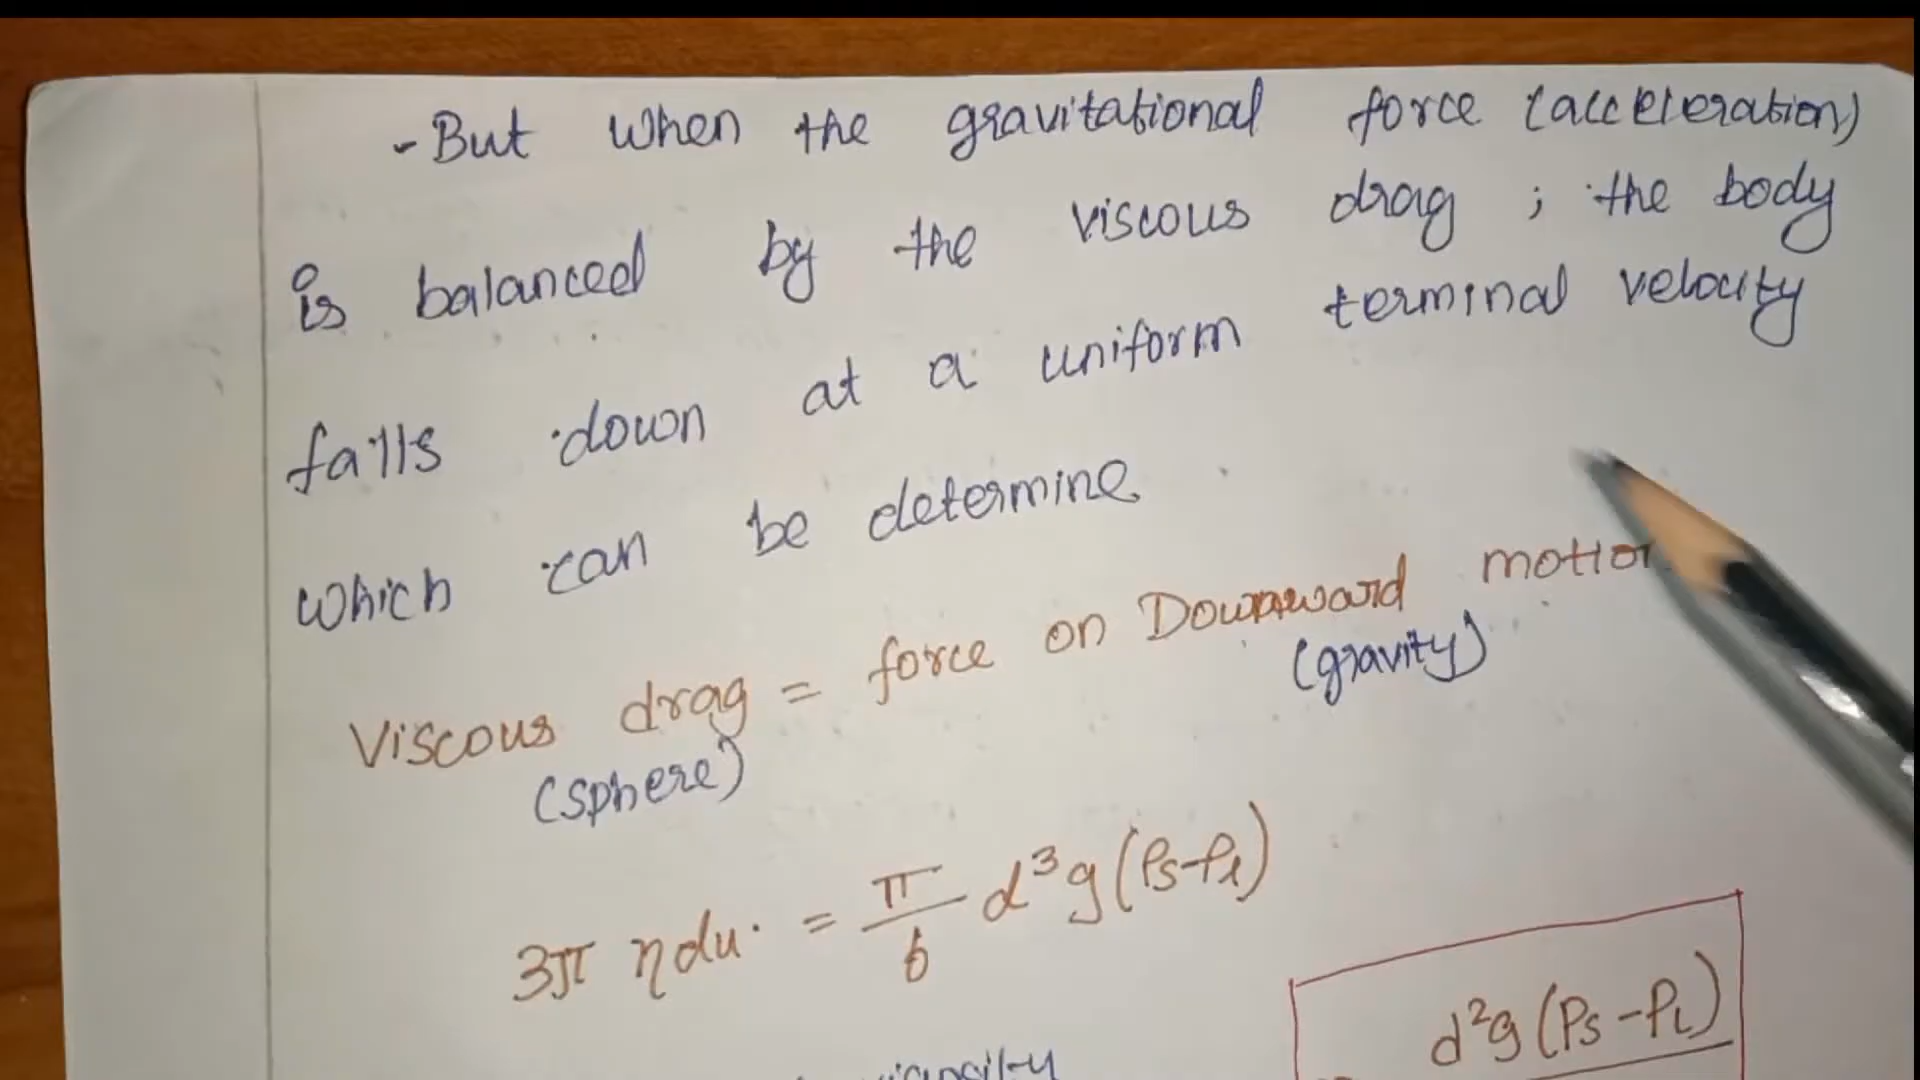 - But when the gravitational force (acceleration)
is balanced by the viscous drag ; the body
falls down at a uniform terminal velocity
which can be determine
Viscous drag = force on Downward motion
(sphere) (gravity)
3π η du. = π/6 d³g(ρs-ρl)
d²g(ρs-ρL)